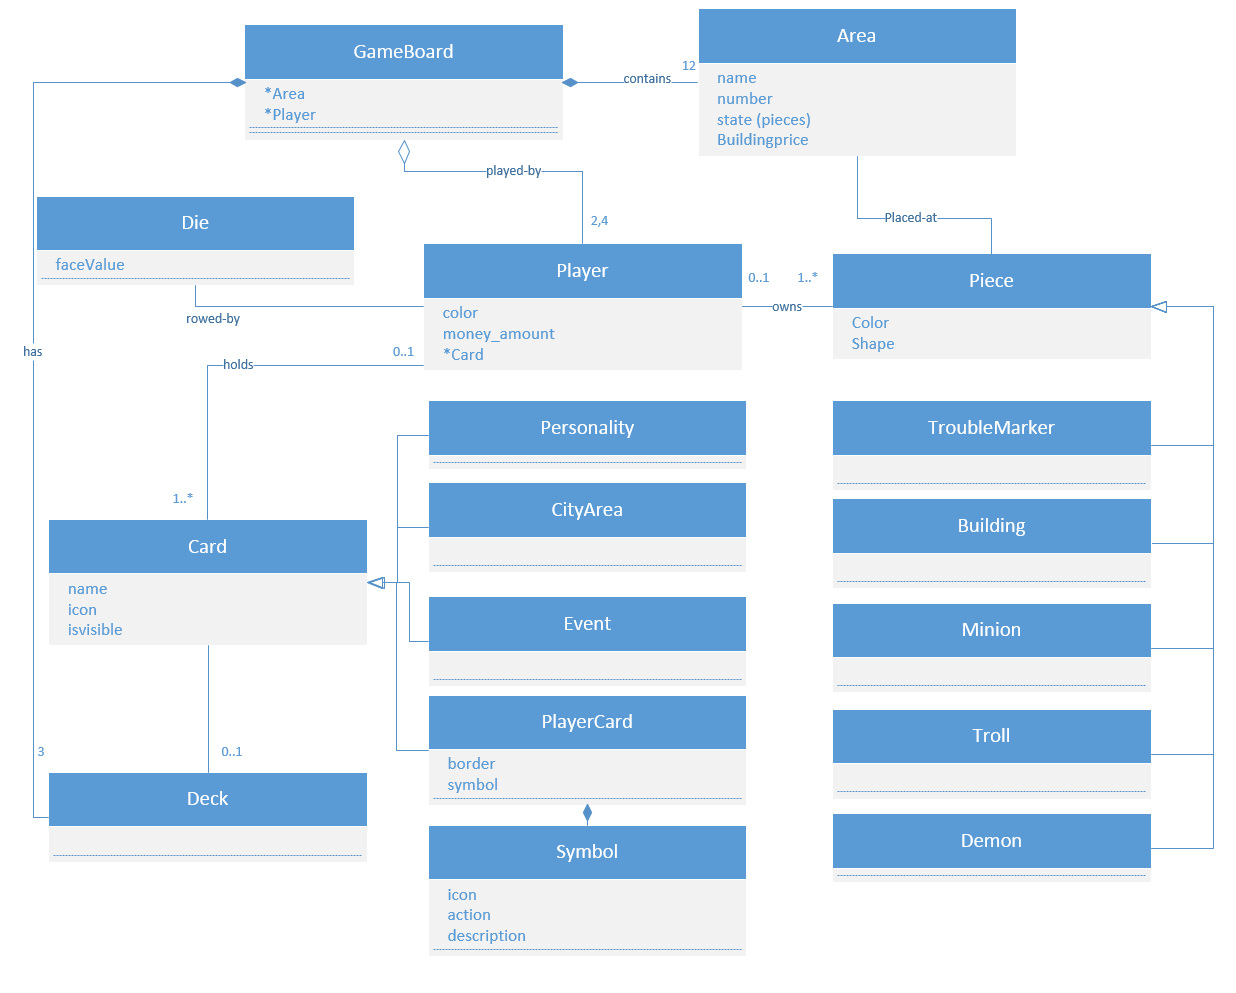 GameBoard
*Area
*Player
Area
name
number
state (pieces)
Buildingprice
12
contains
played-by
2,4
Placed-at
Die
faceValue
rowed-by
Player
color
money_amount
*Card
0..1
1..*
owns
Piece
Color
Shape
has
holds
0..1
1..*
Personality
CityArea
Event
PlayerCard
border
symbol
Symbol
icon
action
description
TroubleMarker
Building
Minion
Troll
Demon
Card
name
icon
isvisible
3
0..1
Deck